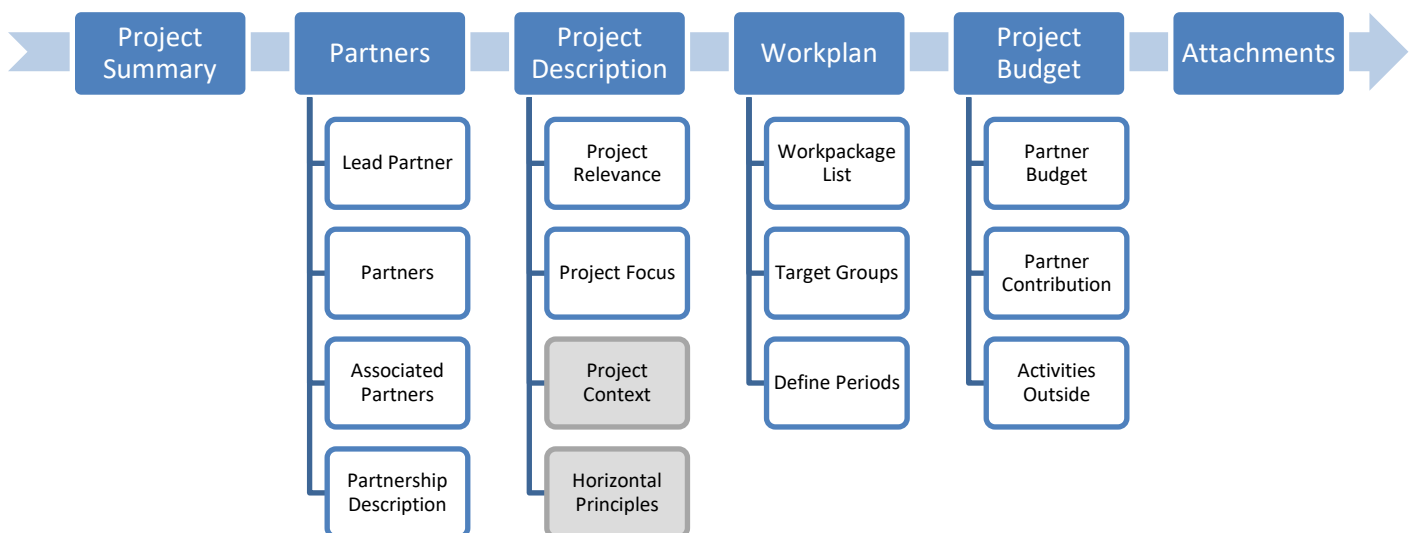 Project
Summary
Partners
Project
Description
Workplan
Project
Budget
Attachments
Lead Partner
Partners
Associated
Partners
Partnership
Description
Project
Relevance
Project Focus
Project
Context
Horizontal
Principles
Workpackage
List
Target Groups
Define Periods
Partner
Budget
Partner
Contribution
Activities
Outside